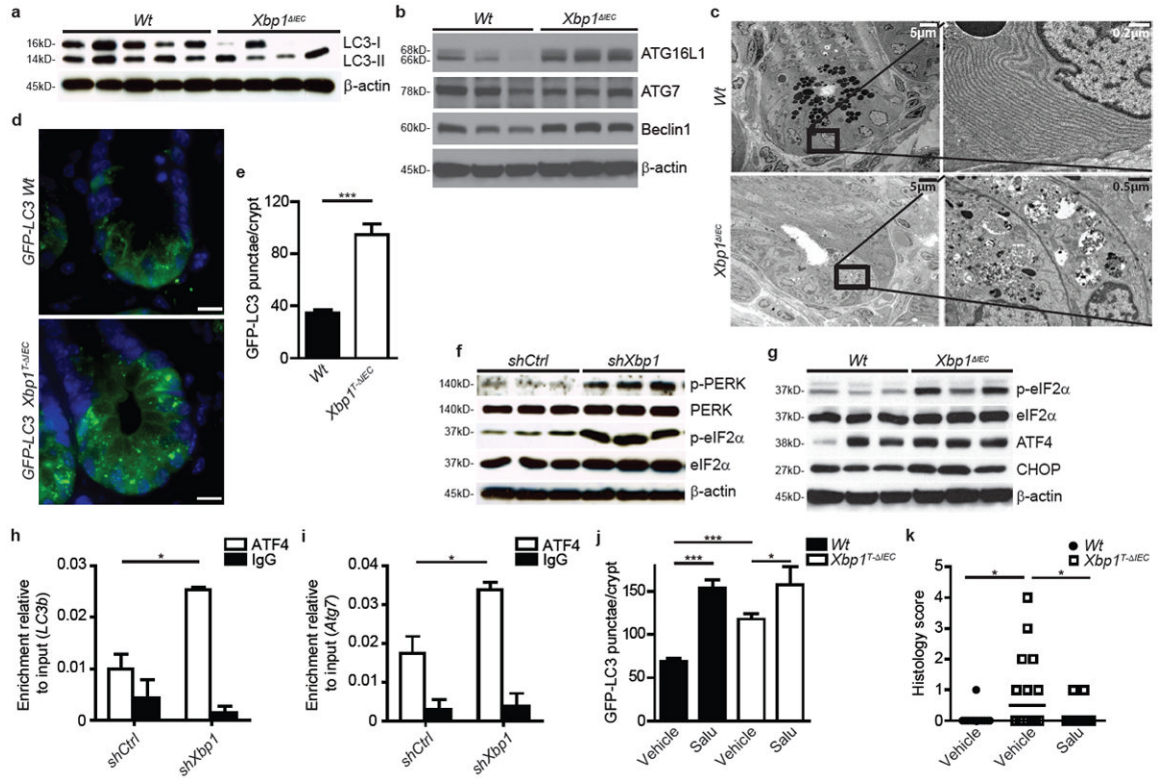 a
Wt
Xbp1ΔIEC
16kD-
14kD-
45kD-
LC3-I
LC3-II
β-actin
b
Wt
Xbp1ΔIEC
68kD-
66kD-
78kD-
60kD-
45kD-
ATG16L1
ATG7
Beclin1
β-actin
c
Wt
Xbp1ΔIEC
5μm
0.2μm
5μm
0.5μm
d
GFP-LC3 Wt
GFP-LC3 Xbp1T-ΔIEC
e
GFP-LC3 punctae/crypt
120
80
40
0
***
Wt
Xbp1T-ΔIEC
f
shCtrl
shXbp1
140kD-
140kD-
37kD-
37kD-
45kD-
p-PERK
PERK
p-eIF2α
eIF2α
β-actin
g
Wt
Xbp1ΔIEC
37kD-
37kD-
38kD-
27kD-
45kD-
p-eIF2α
eIF2α
ATF4
CHOP
β-actin
h
Enrichment relative
to input (LC3b)
0.03
0.02
0.01
0.00
*
ATF4
IgG
shCtrl
shXbp1
i
Enrichment relative
to input (Atg7)
0.04
0.03
0.02
0.01
0.00
*
ATF4
IgG
shCtrl
shXbp1
j
Wt
Xbp1T-ΔIEC
GFP-LC3 punctae/crypt
150
100
50
0
***
***
*
Vehicle
Salu
Vehicle
Salu
k
Wt
Xbp1T-ΔIEC
Histology score
5
4
3
2
1
0
*
*
Vehicle
Vehicle
Salu